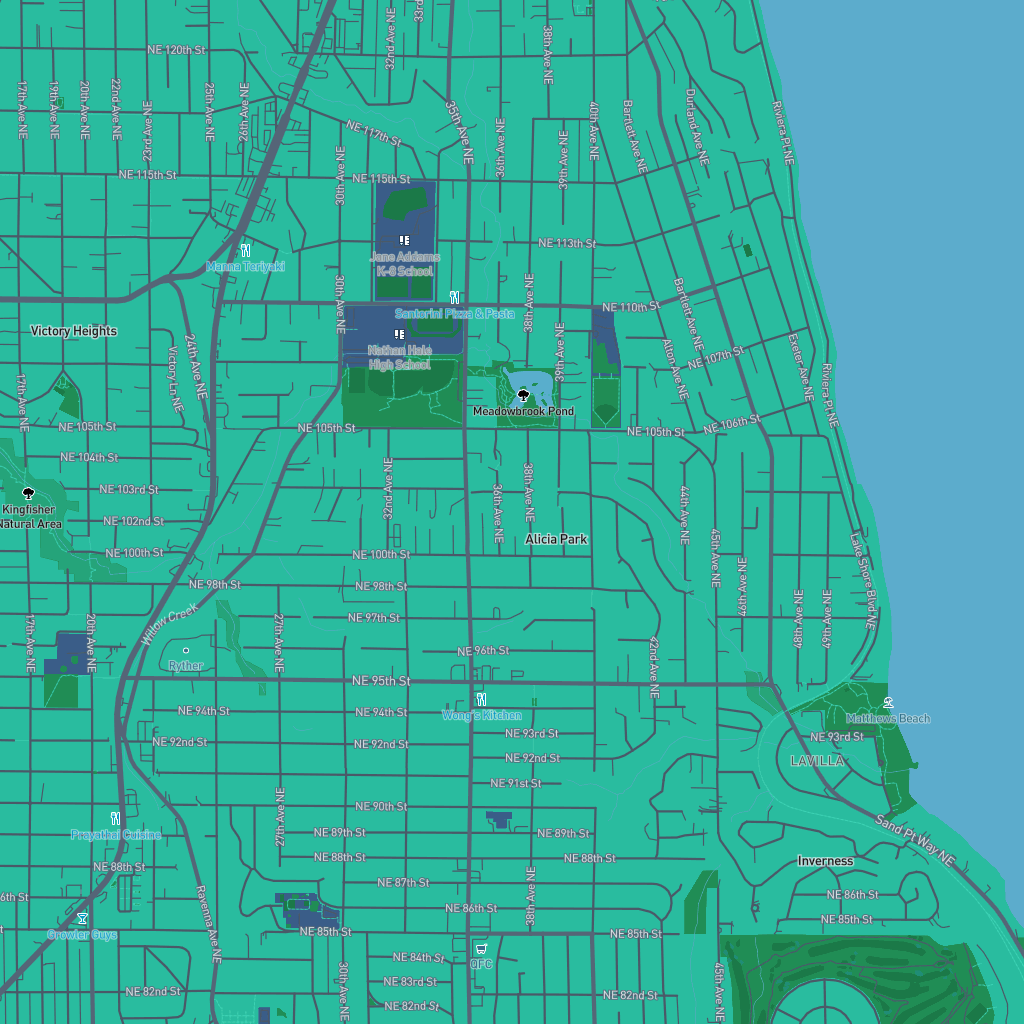 NE 120th St
32nd Ave NE
33rd
38th Ave NE
17th Ave NE
19th Ave NE
20th Ave NE
22nd Ave NE
23rd Ave NE
25th Ave NE
26th Ave NE
35th Ave NE
36th Ave NE
40th Ave NE
Bartlett Ave NE
Durland Ave NE
Riviera Pl NE
NE 117th St
30th Ave NE
39th Ave NE
NE 115th St
NE 115th St
NE 113th St
Jane Addams
K-8 School
Manna Teriyaki
30th Ave NE
38th Ave NE
Bartlett Ave NE
Santorini Pizza & Pasta
NE 110th St
Victory Heights
Nathan Hale
High School
24th Ave NE
Victory Ln NE
39th Ave NE
Alton Ave NE
NE 107th St
Exeter Ave NE
Riviera Pl NE
17th Ave NE
Meadowbrook Pond
NE 105th St
NE 105th St
NE 105th St
NE 106th St
NE 104th St
NE 103rd St
Kingfisher
Natural Area
NE 102nd St
32nd Ave NE
36th Ave NE
38th Ave NE
44th Ave NE
Alicia Park
NE 100th St
NE 100th St
45th Ave NE
46th Ave NE
Lake Shore Blvd NE
NE 98th St
NE 98th St
48th Ave NE
49th Ave NE
Willow Creek
NE 97th St
17th Ave NE
20th Ave NE
27th Ave NE
42nd Ave NE
NE 96th St
Ryther
NE 95th St
NE 94th St
NE 94th St
Wong's Kitchen
Matthews Beach
NE 93rd St
NE 93rd St
NE 92nd St
NE 92nd St
NE 92nd St
LAVILLA
NE 91st St
27th Ave NE
NE 90th St
Prayathai Cuisine
NE 89th St
NE 89th St
Sand Pt Way NE
NE 88th St
NE 88th St
NE 88th St
Inverness
NE 87th St
38th Ave NE
6th St
NE 86th St
NE 86th St
Ravenna Ave NE
Growler Guys
NE 85th St
NE 85th St
NE 85th St
QFC
NE 84th St
30th Ave NE
45th Ave NE
NE 83rd St
NE 82nd St
NE 82nd St
NE 82nd St